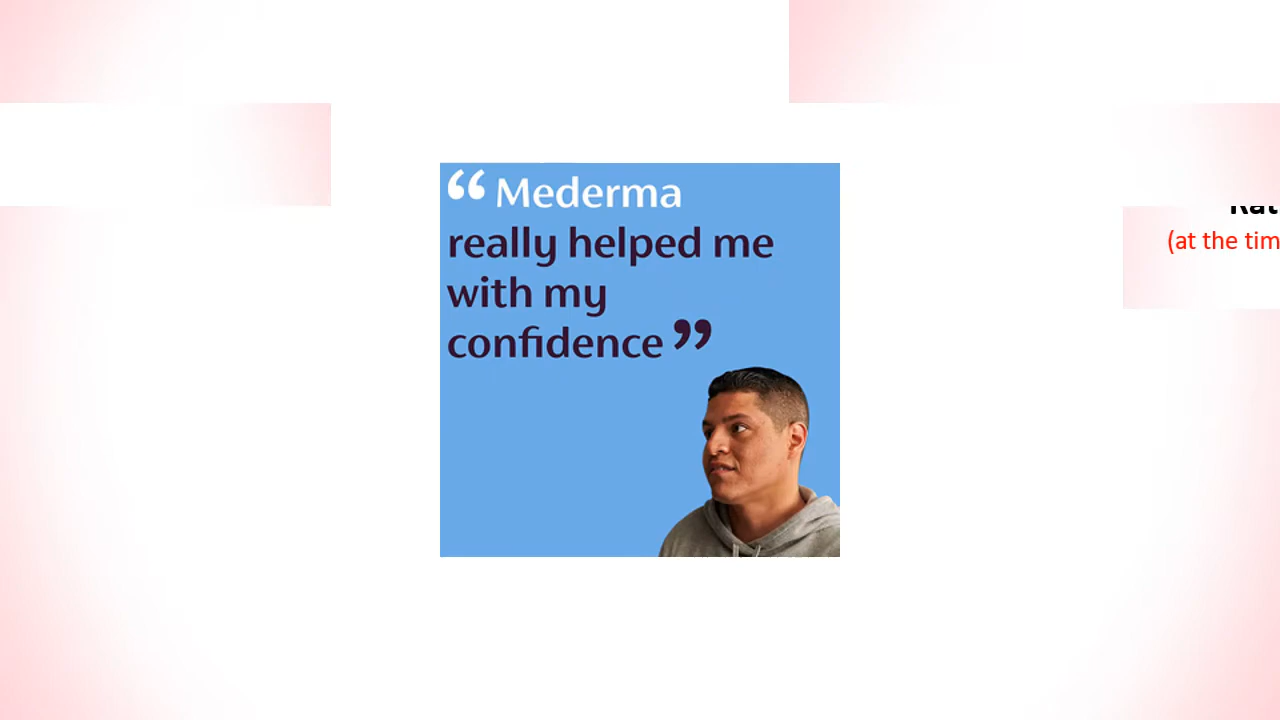 “ Mederma
really helped me
with my
confidence ”
(at the tim